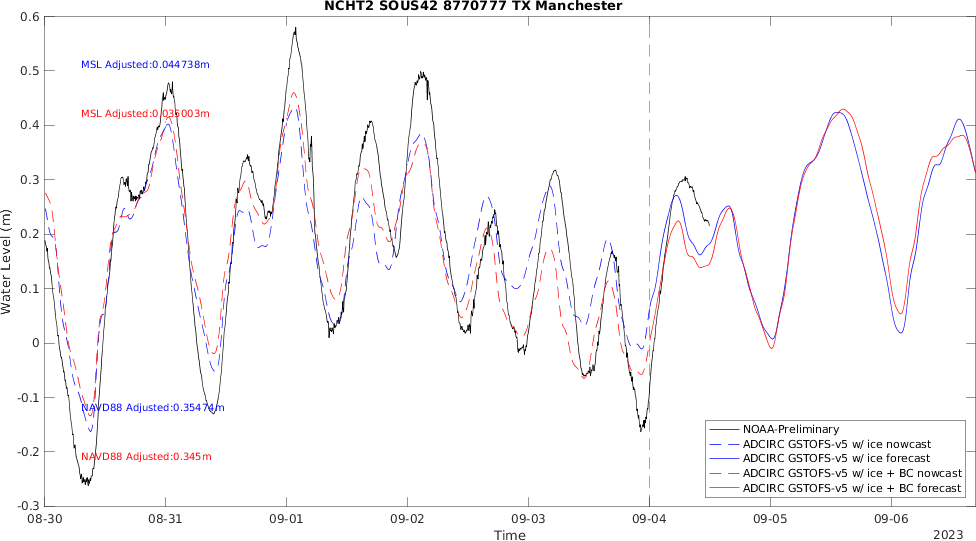 NCHT2 SOUS42 8770777 TX Manchester
0.6
0.5
0.4
0.3
0.2
0.1
0
-0.1
-0.2
-0.3
Water Level (m)
MSL Adjusted:0.044738m
MSL Adjusted:0.035003m
NAVD88 Adjusted:0.35474m
NAVD88 Adjusted:0.345m
NOAA-Preliminary
ADCIRC GSTOFS-v5 w/ ice nowcast
ADCIRC GSTOFS-v5 w/ ice forecast
ADCIRC GSTOFS-v5 w/ ice + BC nowcast
ADCIRC GSTOFS-v5 w/ ice + BC forecast
08-30 08-31 09-01 09-02 09-03 09-04 09-05 09-06
Time
2023